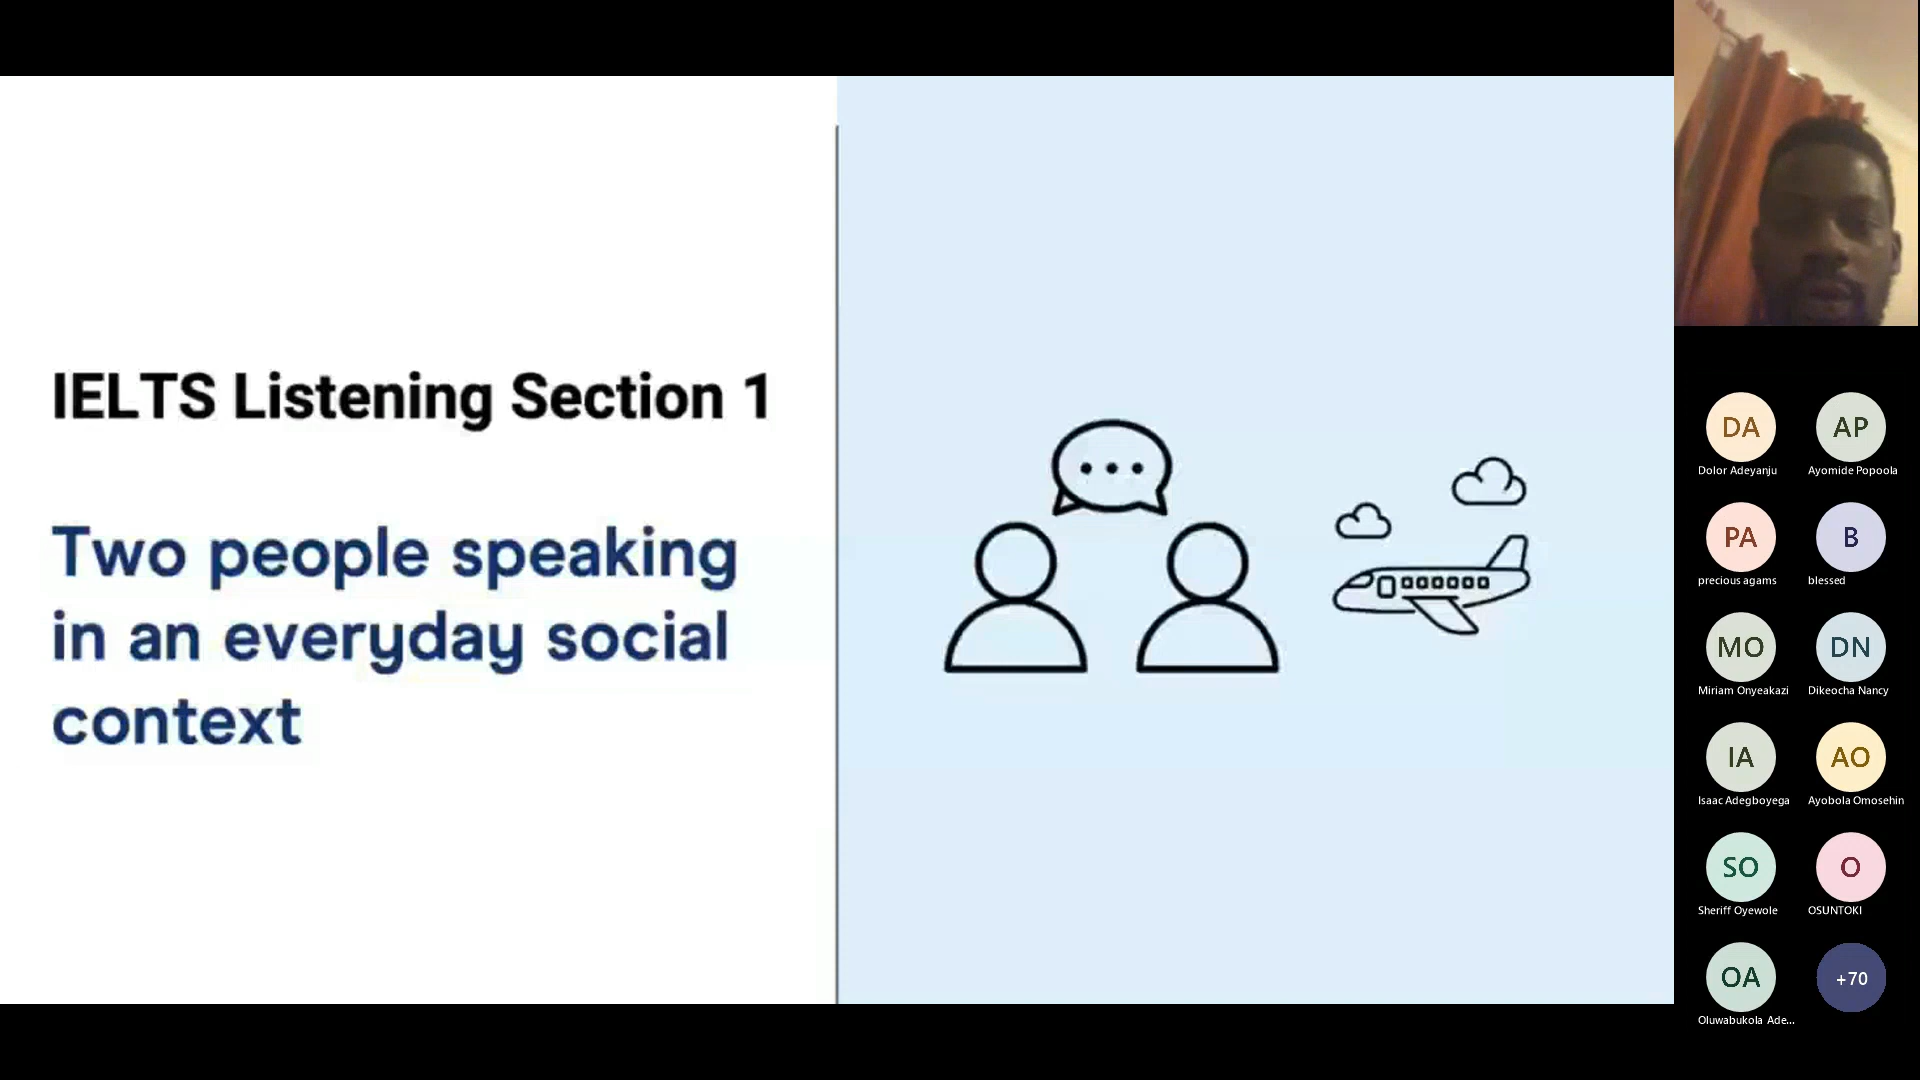 IELTS Listening Section 1
Two people speaking
in an everyday social
context
DA
Dolor Adeyanju
AP
Ayomide Popoola
PA
precious agams
B
blessed
MO
Miriam Onyeakazi
DN
Dikeocha Nancy
IA
Isaac Adegboyega
AO
Ayobola Omosehin
SO
Sheriff Oyewole
O
OSUNTOKI
OA
Oluwabukola Ade...
+70